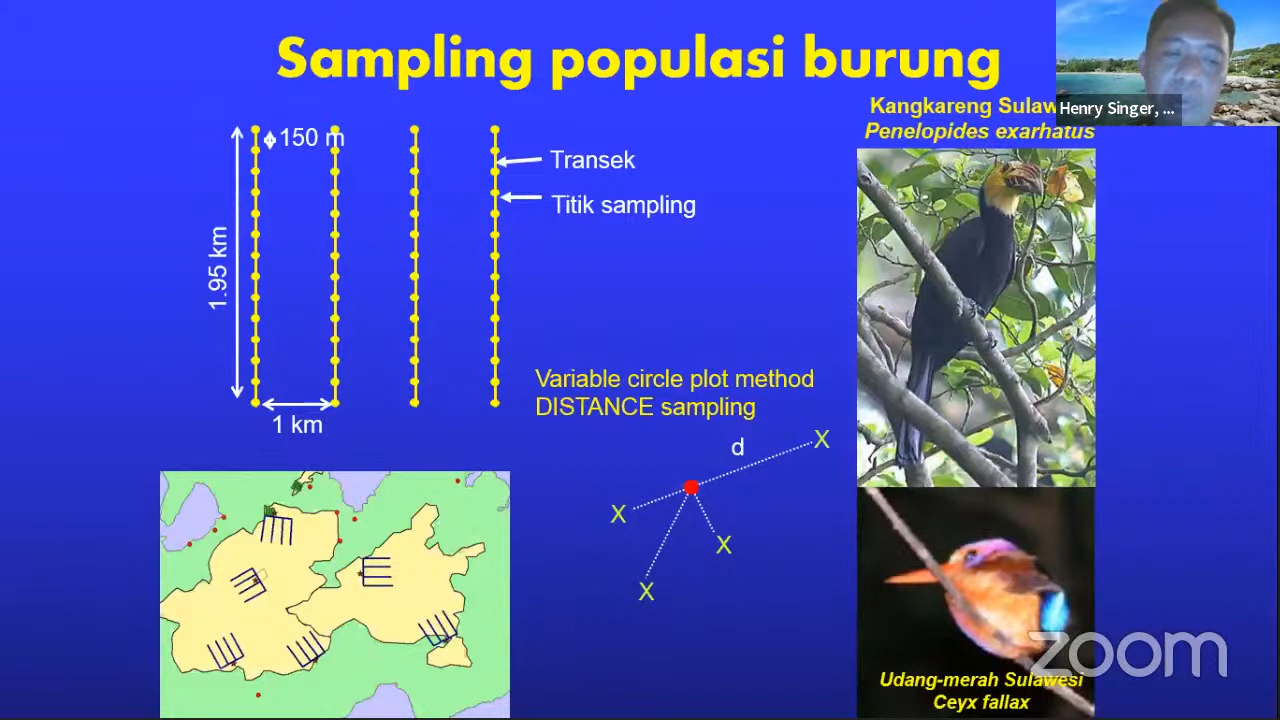 Sampling populasi burung
Henry Singer, ...
Kangkareng Sulaw
Penelopides exarhatus
150 m
Transek
Titik sampling
1.95 km
1 km
Variable circle plot method
DISTANCE sampling
d
X
X
X
X
zoom
Udang-merah Sulawesi
Ceyx fallax